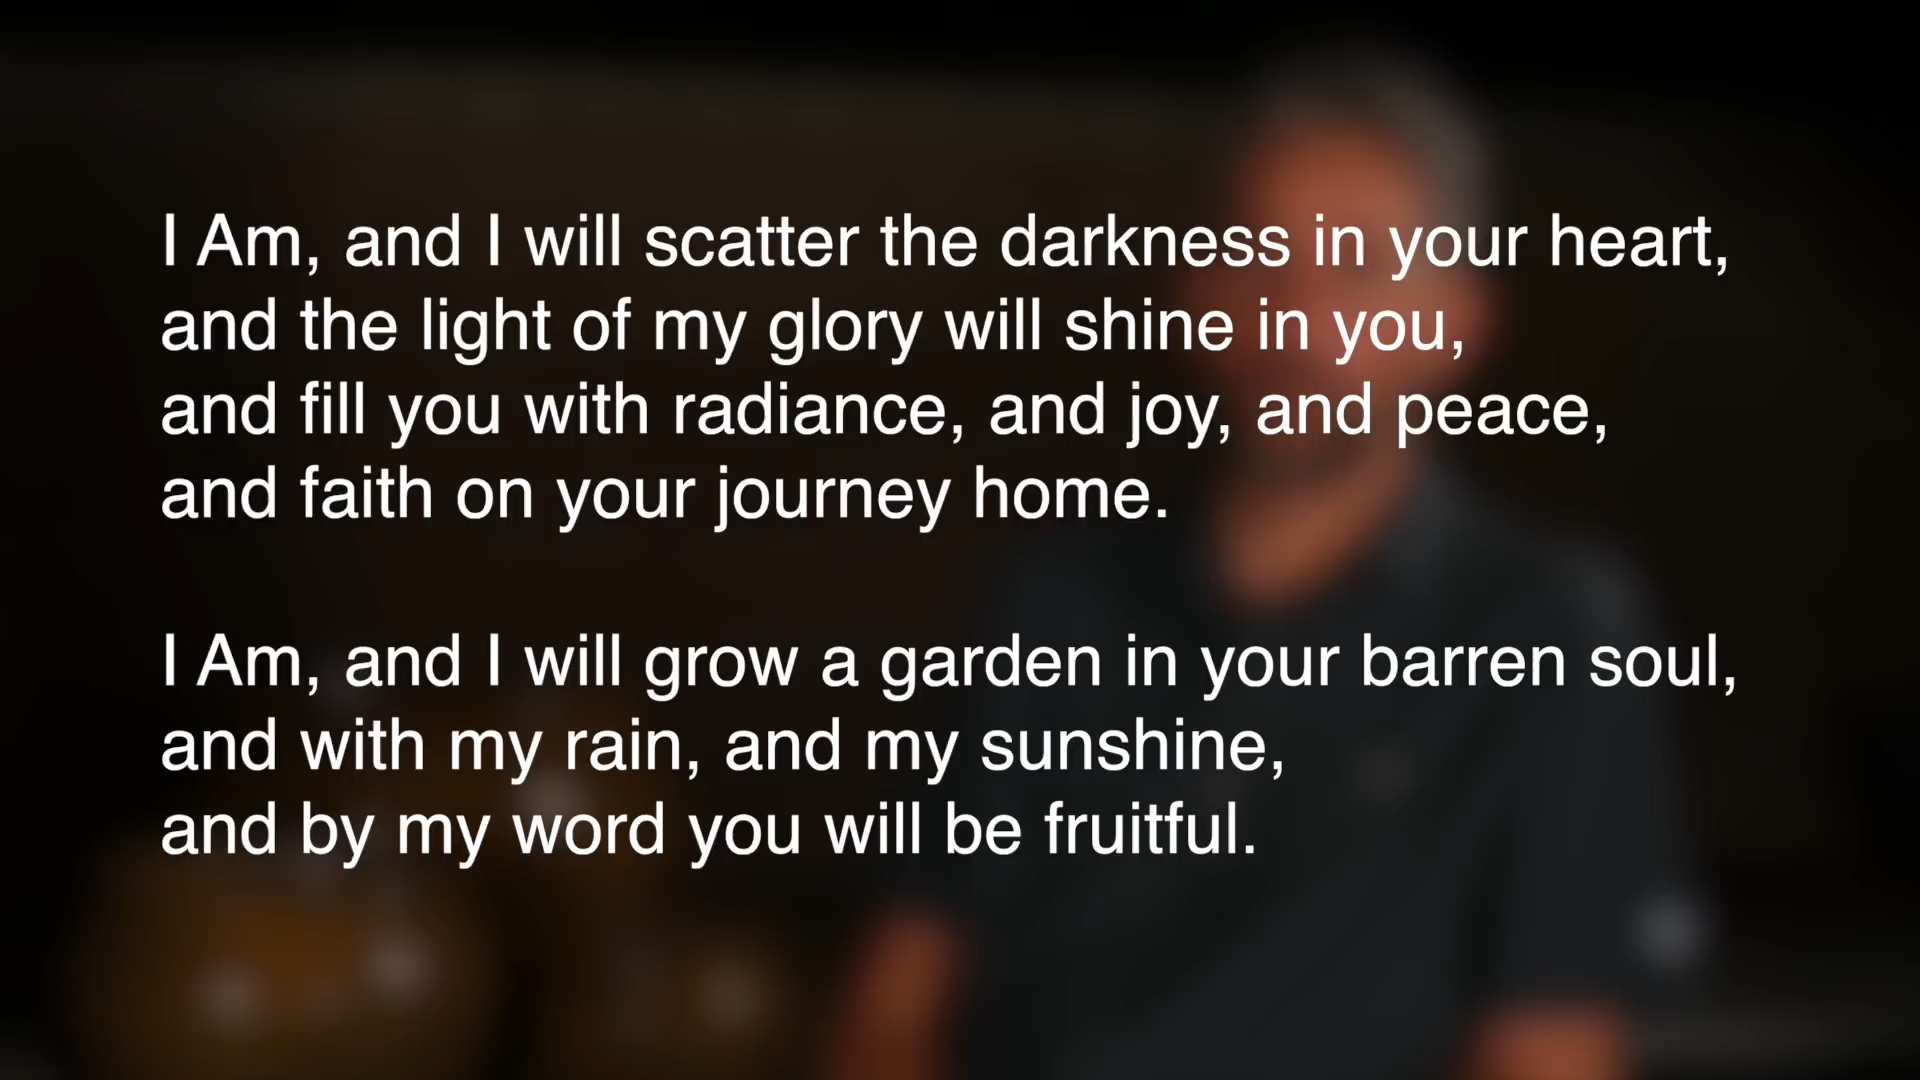 I Am, and I will scatter the darkness in your heart,
and the light of my glory will shine in you,
and fill you with radiance, and joy, and peace,
and faith on your journey home.
I Am, and I will grow a garden in your barren soul,
and with my rain, and my sunshine,
and by my word you will be fruitful.